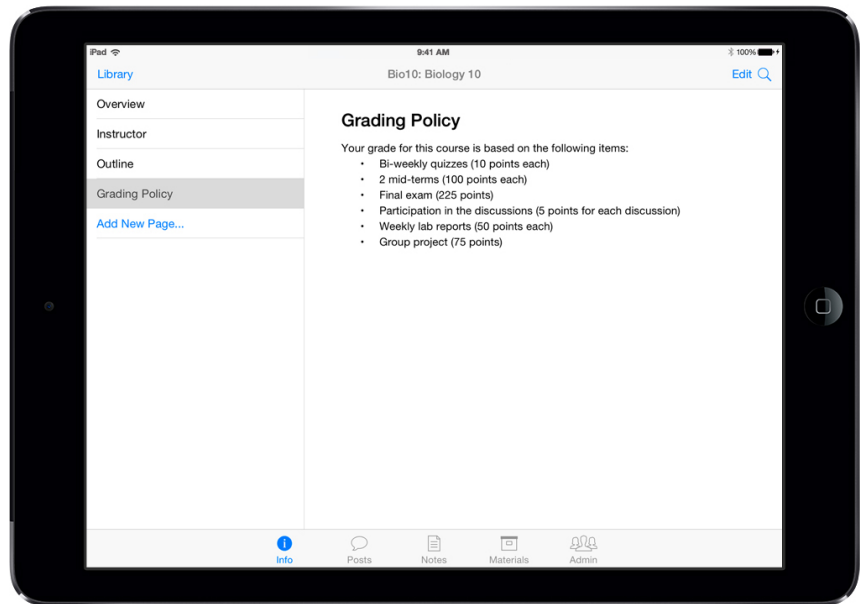 iPad 9:41 AM 100%
Library Bio10: Biology 10 Edit
Overview
Instructor
Outline
Grading Policy
Add New Page...
Grading Policy
Your grade for this course is based on the following items:
• Bi-weekly quizzes (10 points each)
• 2 mid-terms (100 points each)
• Final exam (225 points)
• Participation in the discussions (5 points for each discussion)
• Weekly lab reports (50 points each)
• Group project (75 points)
Info Posts Notes Materials Admin